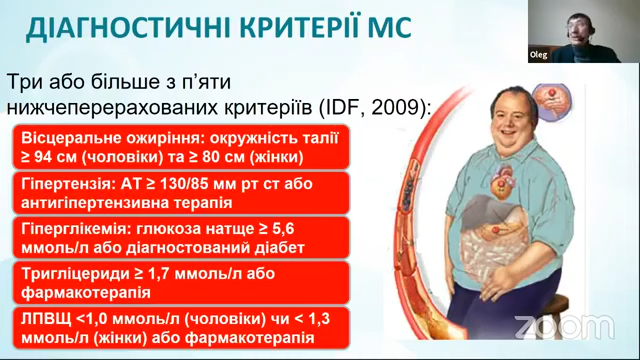 ДІАГНОСТИЧНІ КРИТЕРІЇ МС
Oleg
Три або більше з п’яти
нижчеперерахованих критеріїв (IDF, 2009):
Вісцеральне ожиріння: окружність талії
≥ 94 см (чоловіки) та ≥ 80 см (жінки)
Гіпертензія: АТ ≥ 130/85 мм рт ст або
антигіпертензивна терапія
Гіперглікемія: глюкоза натще ≥ 5,6
ммоль/л або діагностований діабет
Тригліцериди ≥ 1,7 ммоль/л або
фармакотерапія
ЛПВЩ <1,0 ммоль/л (чоловіки) чи < 1,3
ммоль/л (жінки) або фармакотерапія
zoom